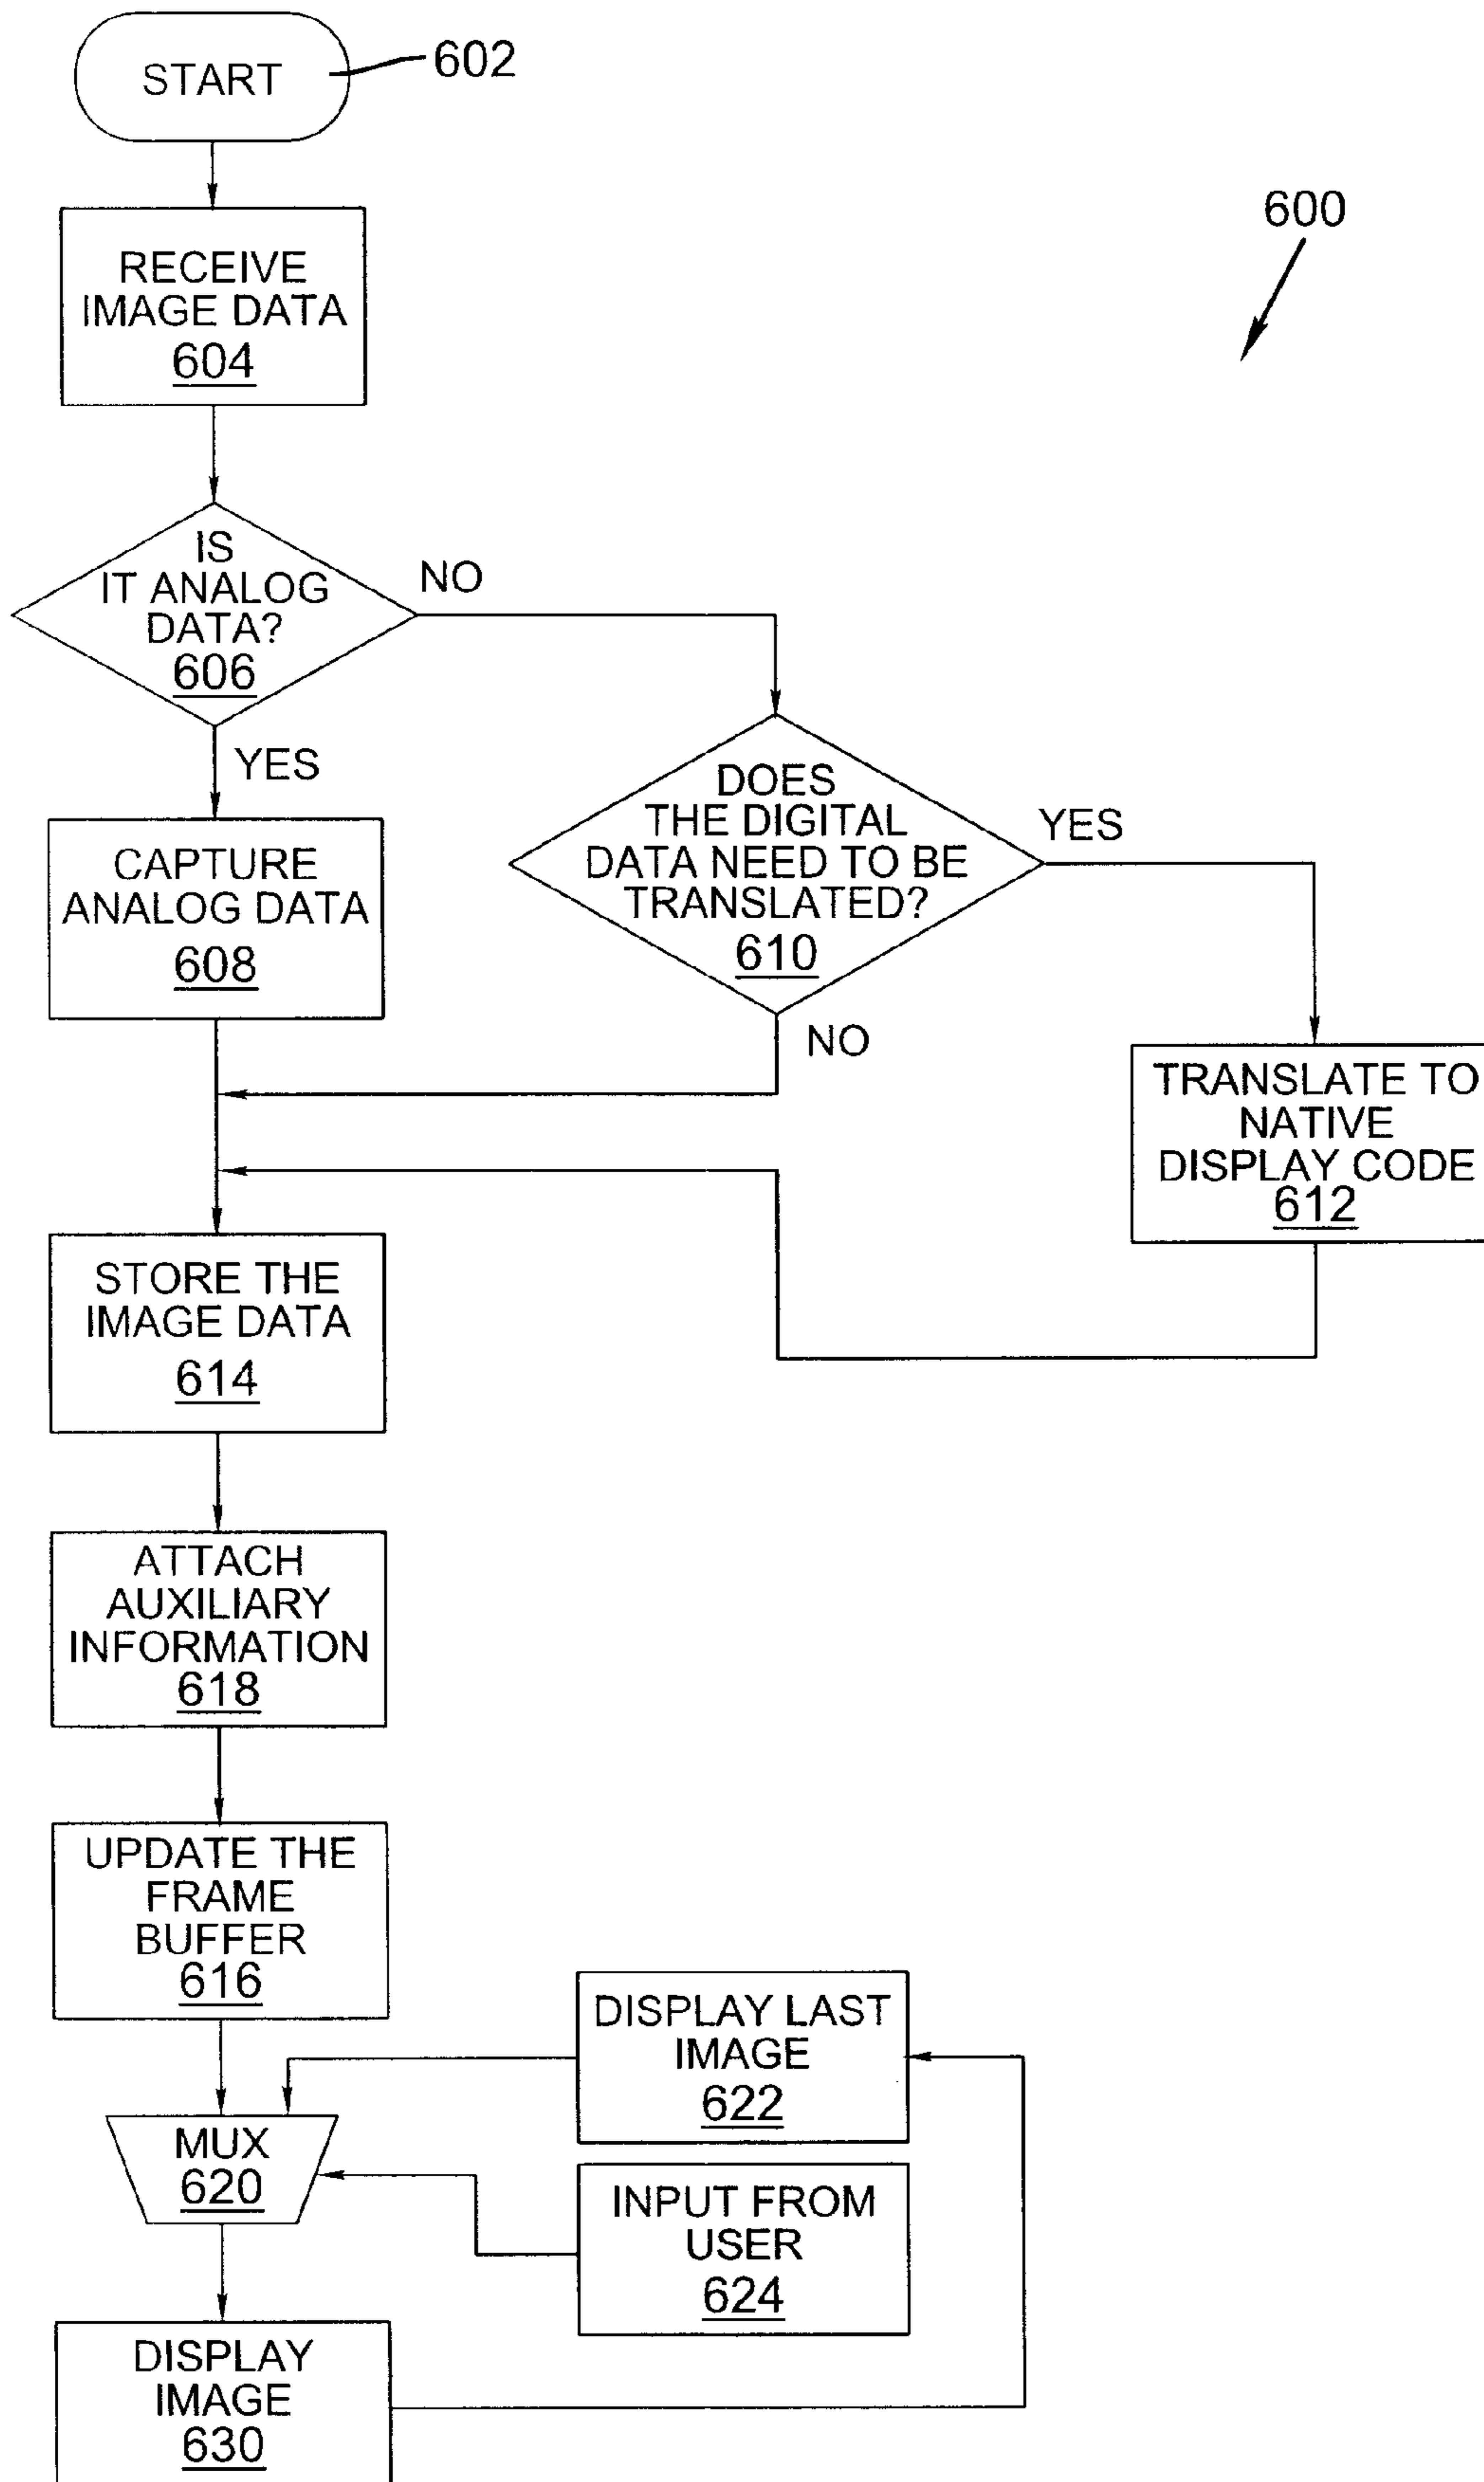 START
602
600
RECEIVE
IMAGE DATA
604
IS
IT ANALOG
DATA?
606
NO
YES
CAPTURE
ANALOG DATA
608
DOES
THE DIGITAL
DATA NEED TO BE
TRANSLATED?
610
YES
NO
TRANSLATE TO
NATIVE
DISPLAY CODE
612
STORE THE
IMAGE DATA
614
ATTACH
AUXILIARY
INFORMATION
618
UPDATE THE
FRAME
BUFFER
616
DISPLAY LAST
IMAGE
622
MUX
620
INPUT FROM
USER
624
DISPLAY
IMAGE
630